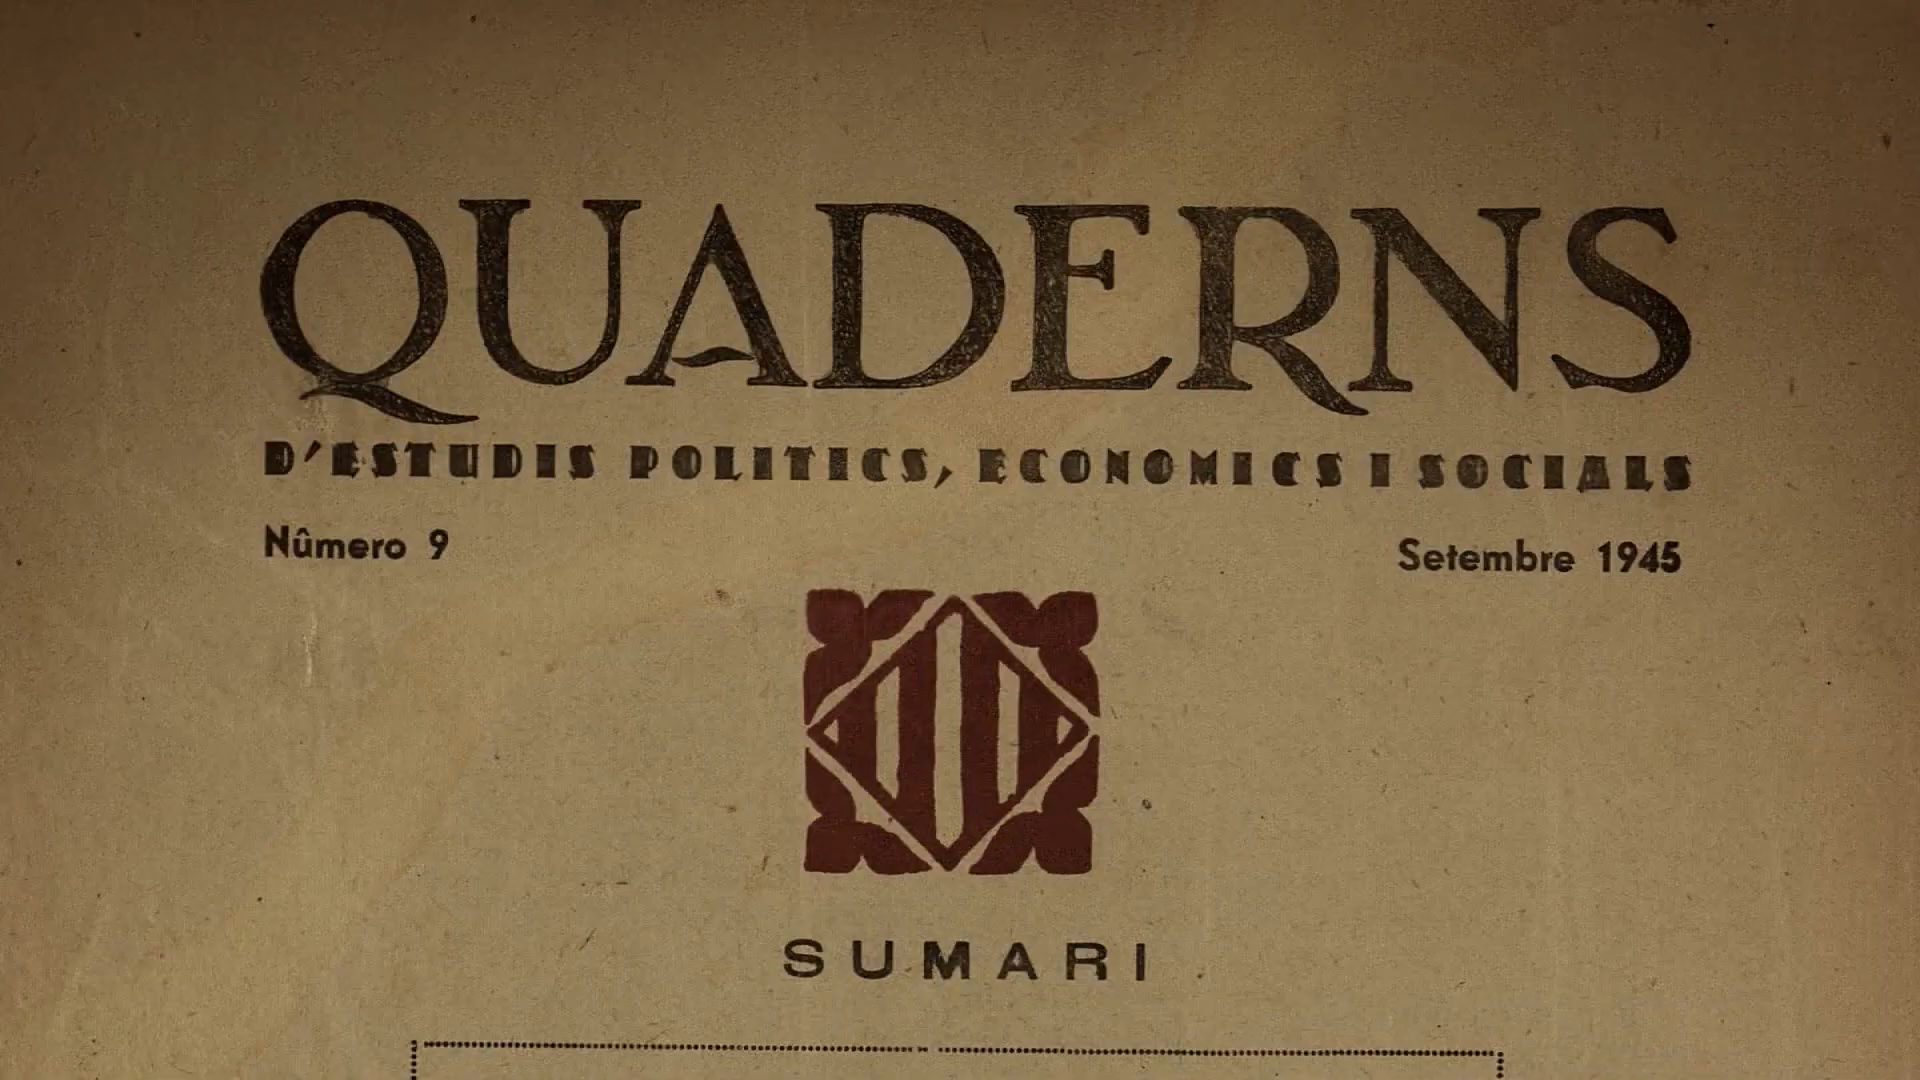 QUADERNS
D'ESTUDIS POLITICS, ECONOMICS I SOCIALS
Nûmero 9
Setembre 1945
SUMARI